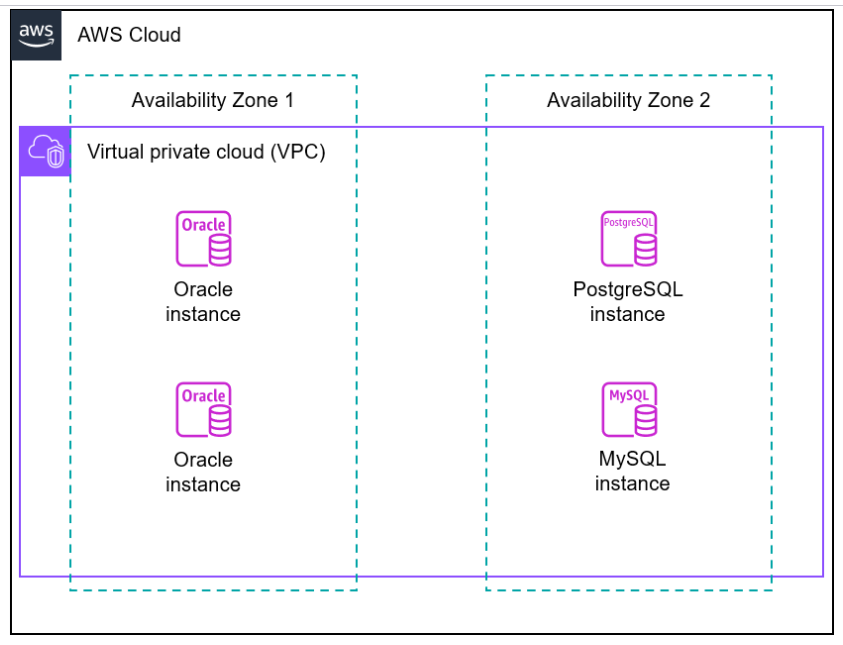 aws
AWS Cloud
Availability Zone 1
Availability Zone 2
Virtual private cloud (VPC)
Oracle
Oracle
instance
PostgreSQL
PostgreSQL
instance
Oracle
Oracle
instance
MySQL
MySQL
instance